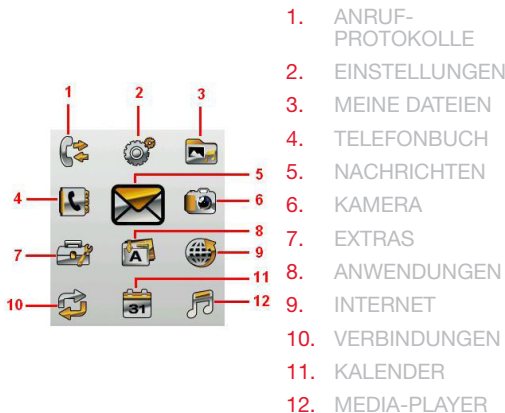 1. ANRUF-
PROTOKOLLE
2. EINSTELLUNGEN
3. MEINE DATEIEN
4. TELEFONBUCH
5. NACHRICHTEN
6. KAMERA
7. EXTRAS
8. ANWENDUNGEN
9. INTERNET
10. VERBINDUNGEN
11. KALENDER
12. MEDIA-PLAYER
1 2 3
5
4 6
8
A
7 9
11
10 31 12